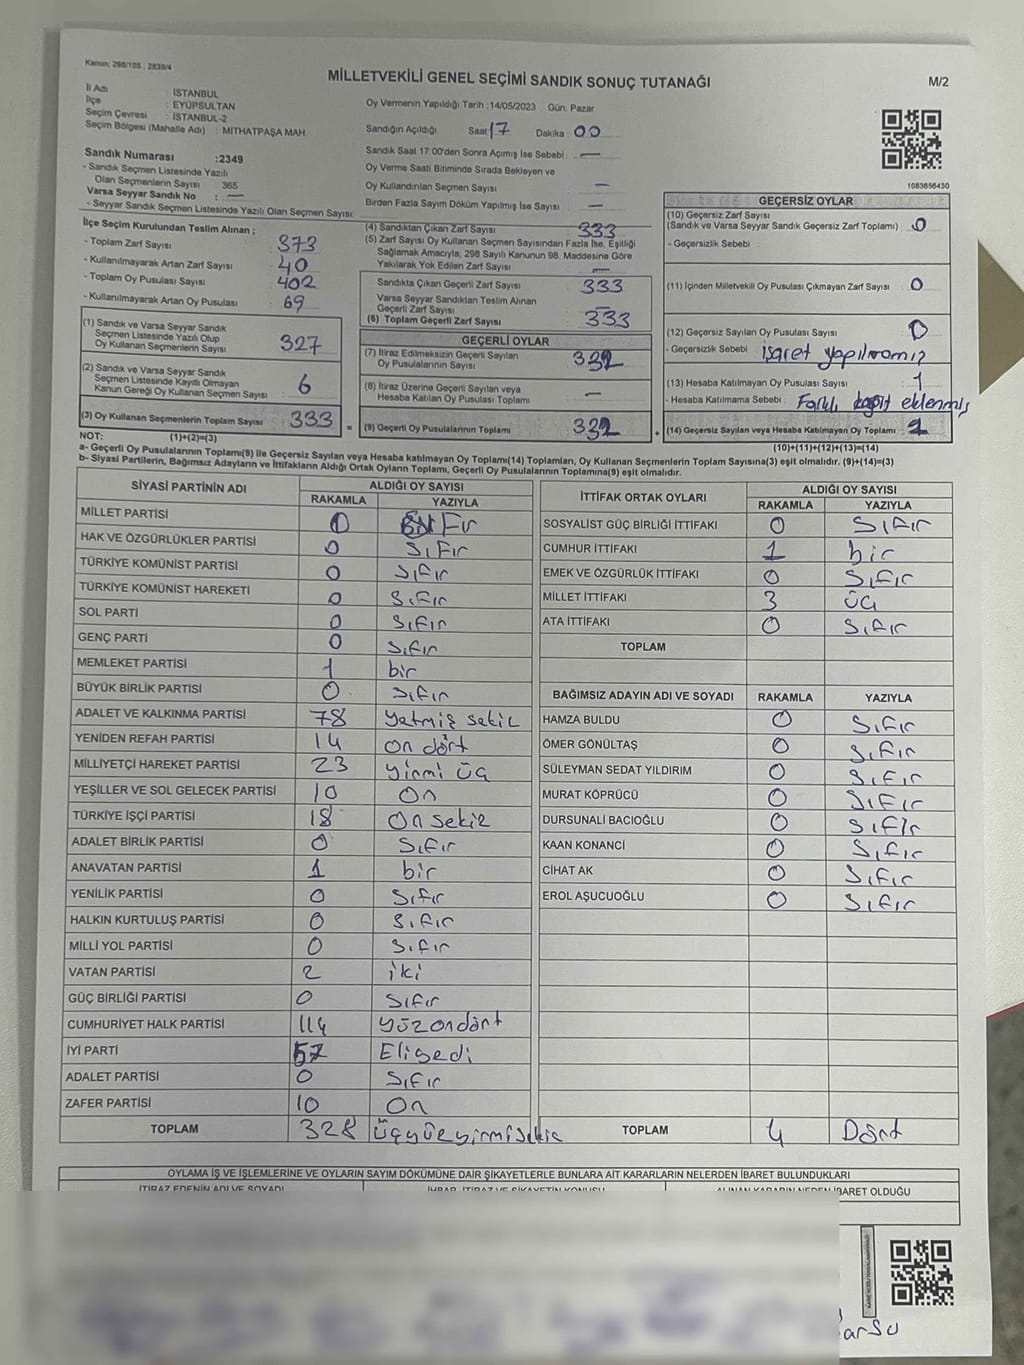 Kanun; 298/105 , 2839/4
MİLLETVEKİLİ GENEL SEÇİMİ SANDIK SONUÇ TUTANAĞI
M/2
İl Adı : İSTANBUL
İlçe : EYÜPSULTAN
Seçim Çevresi : İSTANBUL-2
Seçim Bölgesi (Mahalle Adı) : MİTHATPAŞA MAH.
Sandık Numarası :2349
- Sandık Seçmen Listesinde Yazılı
Olan Seçmenlerin Sayısı : 365
Varsa Seyyar Sandık No : —
- Seyyar Sandık Seçmen Listesinde Yazılı Olan Seçmen Sayısı:
Oy Vermenin Yapıldığı Tarih :14/05/2023 Gün: Pazar
Sandığın Açıldığı Saat: 17 Dakika : 00
Sandık Saat 17:00'den Sonra Açımış İse Sebebi : —
Oy Verme Saati Bitiminde Sırada Bekleyen ve
Oy Kullandırılan Seçmen Sayısı : —
Birden Fazla Sayım Döküm Yapılmış İse Sayısı : —
1083656430
İlçe Seçim Kurulundan Teslim Alınan ;
- Toplam Zarf Sayısı : 373
- Kullanılmayarak Artan Zarf Sayısı : 40
- Toplam Oy Pusulası Sayısı : 402
- Kullanılmayarak Artan Oy Pusulası : 69
(1) Sandık ve Varsa Seyyar Sandık
Seçmen Listesinde Yazılı Olup
Oy Kullanan Seçmenlerin Sayısı : 327
(2) Sandık ve Varsa Seyyar Sandık
Seçmen Listesinde Kayıtlı Olmayan
Kanun Gereği Oy Kullanan Seçmen Sayısı : 6
(3) Oy Kullanan Seçmenlerin Toplam Sayısı : 333
(4) Sandıktan Çıkan Zarf Sayısı : 333
(5) Zarf Sayısı Oy Kullanan Seçmen Sayısından Fazla İse, Eşitliği
Sağlamak Amacıyla, 298 Sayılı Kanunun 98. Maddesine Göre
Yakılarak Yok Edilen Zarf Sayısı : —
Sandıkta Çıkan Geçerli Zarf Sayısı : 333
Varsa Seyyar Sandıktan Teslim Alınan
Geçerli Zarf Sayısı : —
(6) Toplam Geçerli Zarf Sayısı : 333
GEÇERLİ OYLAR
(7) İtiraz Edilmeksizin Geçerli Sayılan
Oy Pusulalarının Sayısı : 332
(8) İtiraz Üzerine Geçerli Sayılan veya
Hesaba Katılan Oy Pusulası Toplamı : —
= (9) Geçerli Oy Pusulalarının Toplamı : 332
GEÇERSİZ OYLAR
(10) Geçersiz Zarf Sayısı
(Sandık ve Varsa Seyyar Sandık Geçersiz Zarf Toplamı) : 0
- Geçersizlik Sebebi :
(11) İçinden Milletvekili Oy Pusulası Çıkmayan Zarf Sayısı : 0
(12) Geçersiz Sayılan Oy Pusulası Sayısı : 0
- Geçersizlik Sebebi : işaret yapılmamış
(13) Hesaba Katılmayan Oy Pusulası Sayısı : 1
- Hesaba Katılmama Sebebi : Farklı kağıt eklenmiş
(14) Geçersiz Sayılan veya Hesaba Katılmayan Oy Toplamı : 1
NOT: (1)+(2)=(3)
(10)+(11)+(12)+(13)=(14)
a- Geçerli Oy Pusulalarının Toplamı(9) ile Geçersiz Sayılan veya Hesaba katılmayan Oy Toplamı(14) Toplamları, Oy Kullanan Seçmenlerin Toplam Sayısına(3) eşit olmalıdır. (9)+(14)=(3)
b- Siyasi Partilerin, Bağımsız Adayların ve İttifakların Aldığı Ortak Oyların Toplamı, Geçerli Oy Pusulalarının Toplamına(9) eşit olmalıdır.
SİYASİ PARTİNİN ADI ALDIĞI OY SAYISI
RAKAMLA YAZIYLA
MİLLET PARTİSİ 0
HAK VE ÖZGÜRLÜKLER PARTİSİ 0 Sıfır
TÜRKİYE KOMÜNİST PARTİSİ 0 Sıfır
TÜRKİYE KOMÜNİST HAREKETİ 0 Sıfır
SOL PARTİ 0 Sıfır
GENÇ PARTİ 0 Sıfır
MEMLEKET PARTİSİ 1 bir
BÜYÜK BİRLİK PARTİSİ 0 Sıfır
ADALET VE KALKINMA PARTİSİ 78 Yetmiş sekiz
YENİDEN REFAH PARTİSİ 14 On dört
MİLLİYETÇİ HAREKET PARTİSİ 23 Yirmi üç
YEŞİLLER VE SOL GELECEK PARTİSİ 10 On
TÜRKİYE İŞÇİ PARTİSİ 18 On sekiz
ADALET BİRLİK PARTİSİ 0 Sıfır
ANAVATAN PARTİSİ 1 bir
YENİLİK PARTİSİ 0 Sıfır
HALKIN KURTULUŞ PARTİSİ 0 Sıfır
MİLLİ YOL PARTİSİ 0 Sıfır
VATAN PARTİSİ 2 iki
GÜÇ BİRLİĞİ PARTİSİ 0 Sıfır
CUMHURİYET HALK PARTİSİ 114 Yüzondört
İYİ PARTİ 57 Eliyedi
ADALET PARTİSİ 0 Sıfır
ZAFER PARTİSİ 10 On
TOPLAM 328 Üçyüzyirmisekiz
İTTİFAK ORTAK OYLARI ALDIĞI OY SAYISI
RAKAMLA YAZIYLA
SOSYALİST GÜÇ BİRLİĞİ İTTİFAKI 0 Sıfır
CUMHUR İTTİFAKI 1 bir
EMEK VE ÖZGÜRLÜK İTTİFAKI 0 Sıfır
MİLLET İTTİFAKI 3 üç
ATA İTTİFAKI 0 Sıfır
TOPLAM
BAĞIMSIZ ADAYIN ADI VE SOYADI RAKAMLA YAZIYLA
HAMZA BULDU 0 Sıfır
ÖMER GÖNÜLTAŞ 0 Sıfır
SÜLEYMAN SEDAT YILDIRIM 0 Sıfır
MURAT KÖPRÜCÜ 0 Sıfır
DURSUNALİ BACIOĞLU 0 Sıfır
KAAN KONANCİ 0 Sıfır
CİHAT AK 0 Sıfır
EROL AŞUCUOĞLU 0 Sıfır
TOPLAM 4 Dört
OYLAMA İŞ VE İŞLEMLERİNE VE OYLARIN SAYIM DÖKÜMÜNE DAİR ŞİKAYETLERLE BUNLARA AİT KARARLARIN NELERDEN İBARET BULUNDUKLARI
İTİRAZ EDENİN ADI VE SOYADI İHBAR, İTİRAZ VE ŞİKAYETİN KONUSU ALINAN KARARIN NEDEN İBARET OLDUĞU